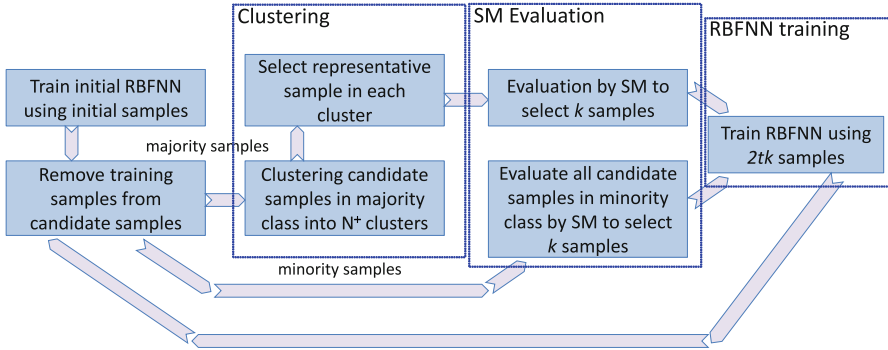 Clustering
SM Evaluation
RBFNN training
Train initial RBFNN
using initial samples
Select representative
sample in each
cluster
Evaluation by SM to
select k samples
majority samples
Train RBFNN using
2tk samples
Remove training
samples from
candidate samples
Clustering candidate
samples in majority
class into N⁺ clusters
Evaluate all candidate
samples in minority
class by SM to select
k samples
minority samples